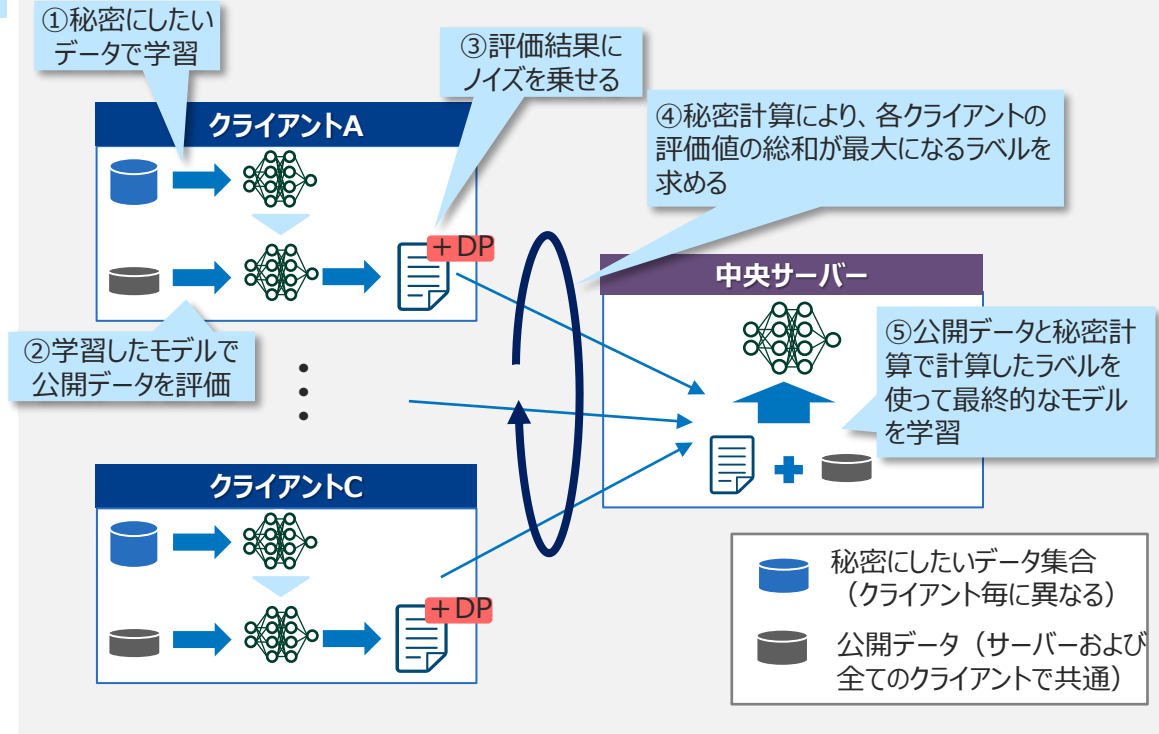 ①秘密にしたい
データで学習
③評価結果に
ノイズを乗せる
④秘密計算により、各クライアントの
評価値の総和が最大になるラベルを
求める
クライアントA
+DP
②学習したモデルで
公開データを評価
中央サーバー
⑤公開データと秘密計
算で計算したラベルを
使って最終的なモデル
を学習
クライアントC
+DP
秘密にしたいデータ集合
(クライアント毎に異なる)
公開データ(サーバーおよび
全てのクライアントで共通)